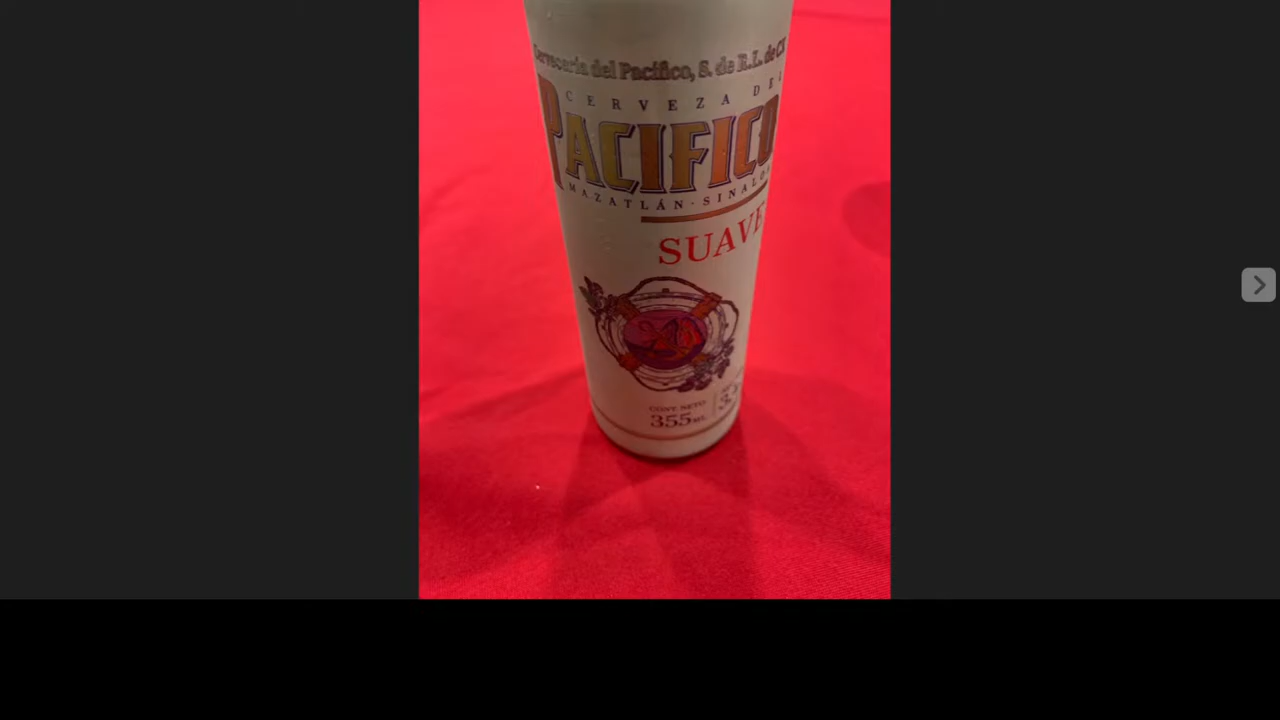 Cervecería del Pacífico, S. de R.L. de C
CERVEZA DEL
PACIFICO
MAZATLÁN·SINALOA
SUAVE
CONT. NETO
355 ML